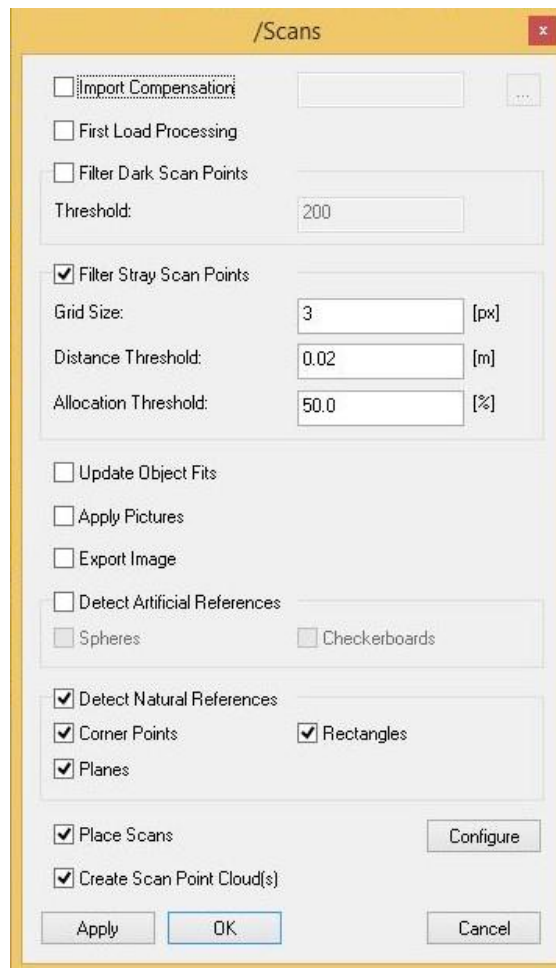 /Scans
x
Import Compensation
...
First Load Processing
Filter Dark Scan Points
Threshold: 200
Filter Stray Scan Points
Grid Size: 3 [px]
Distance Threshold: 0.02 [m]
Allocation Threshold: 50.0 [%]
Update Object Fits
Apply Pictures
Export Image
Detect Artificial References
Spheres Checkerboards
Detect Natural References
Corner Points Rectangles
Planes
Place Scans Configure
Create Scan Point Cloud(s)
Apply OK Cancel